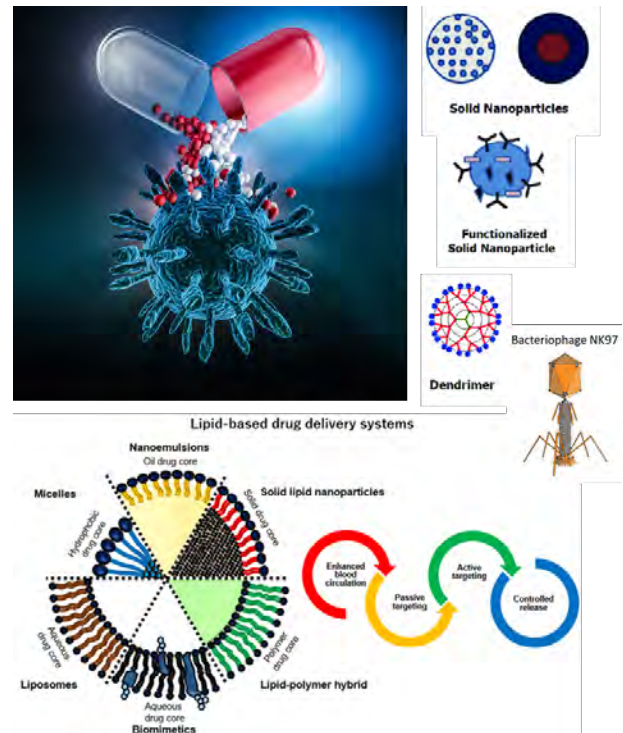 Solid Nanoparticles
Functionalized
Solid Nanoparticle
Dendrimer
Bacteriophage NK97
Lipid-based drug delivery systems
Nanoemulsions
Oil drug core
Micelles
Hydrophobic
drug core
Solid lipid nanoparticles
Solid drug core
Aqueous
drug core
Liposomes
Aqueous
drug core
Biomimetics
Polymer
drug core
Lipid-polymer hybrid
Enhanced
blood
circulation
Passive
targeting
Active
targeting
Controlled
release